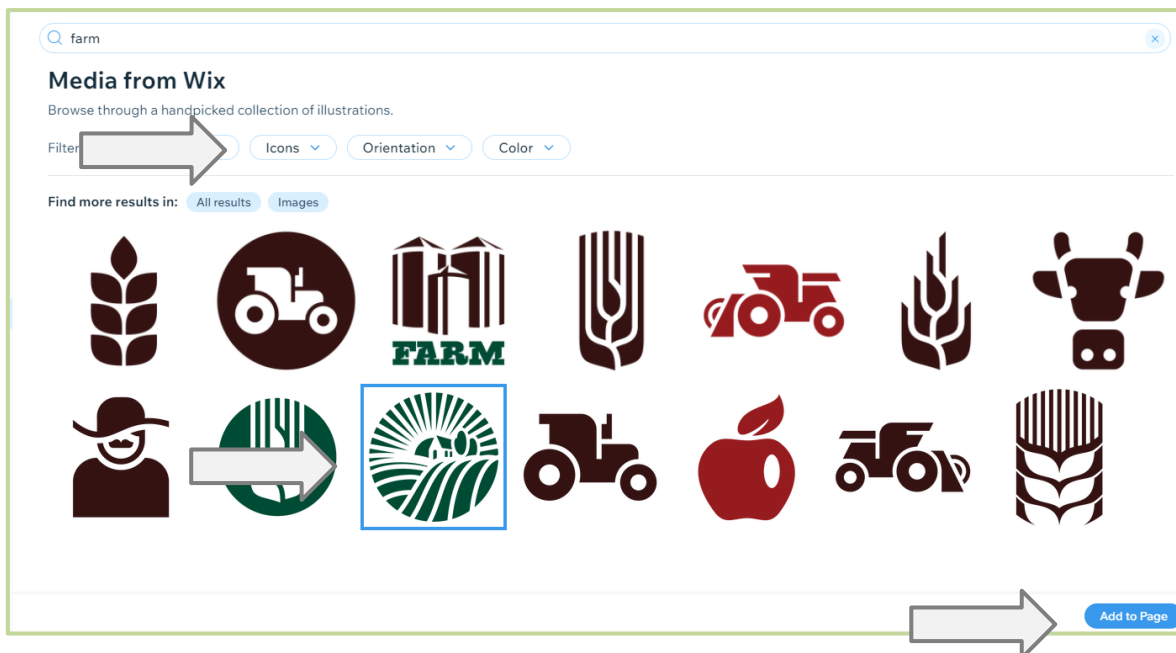 farm
Media from Wix
Browse through a handpicked collection of illustrations.
Filter Icons Orientation Color
Find more results in: All results Images
FARM
Add to Page